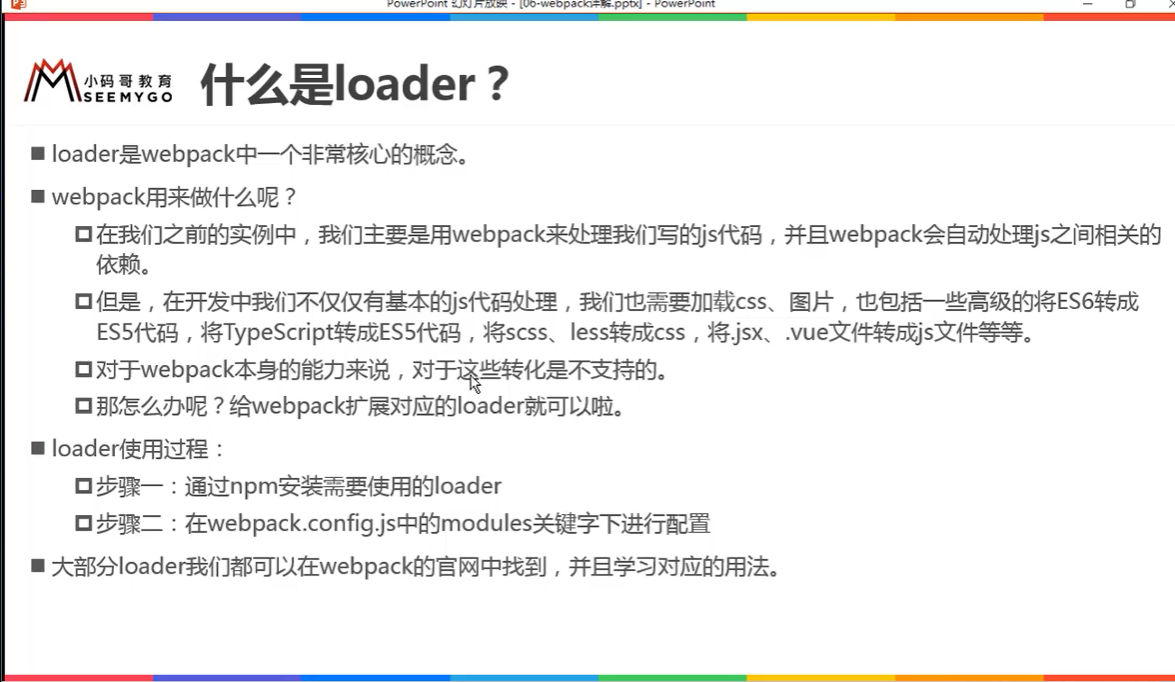 PowerPoint 幻灯片放映 - [06-webpack详解.pptx] - PowerPoint
小码哥教育
SEEMYGO
什么是loader？
loader是webpack中一个非常核心的概念。
webpack用来做什么呢？
在我们之前的实例中，我们主要是用webpack来处理我们写的js代码，并且webpack会自动处理js之间相关的
依赖。
但是，在开发中我们不仅仅有基本的js代码处理，我们也需要加载css、图片，也包括一些高级的将ES6转成
ES5代码，将TypeScript转成ES5代码，将scss、less转成css，将.jsx、.vue文件转成js文件等等。
对于webpack本身的能力来说，对于这些转化是不支持的。
那怎么办呢？给webpack扩展对应的loader就可以啦。
loader使用过程：
步骤一：通过npm安装需要使用的loader
步骤二：在webpack.config.js中的modules关键字下进行配置
大部分loader我们都可以在webpack的官网中找到，并且学习对应的用法。